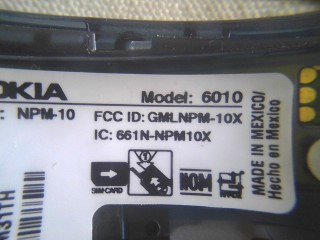 OKIA Model: 6010
: NPM-10 FCC ID: GMLNPM-10X
IC: 661N-NPM10X
SIM-CARD
NOM
MADE IN MEXICO/
Hecho en Mexico